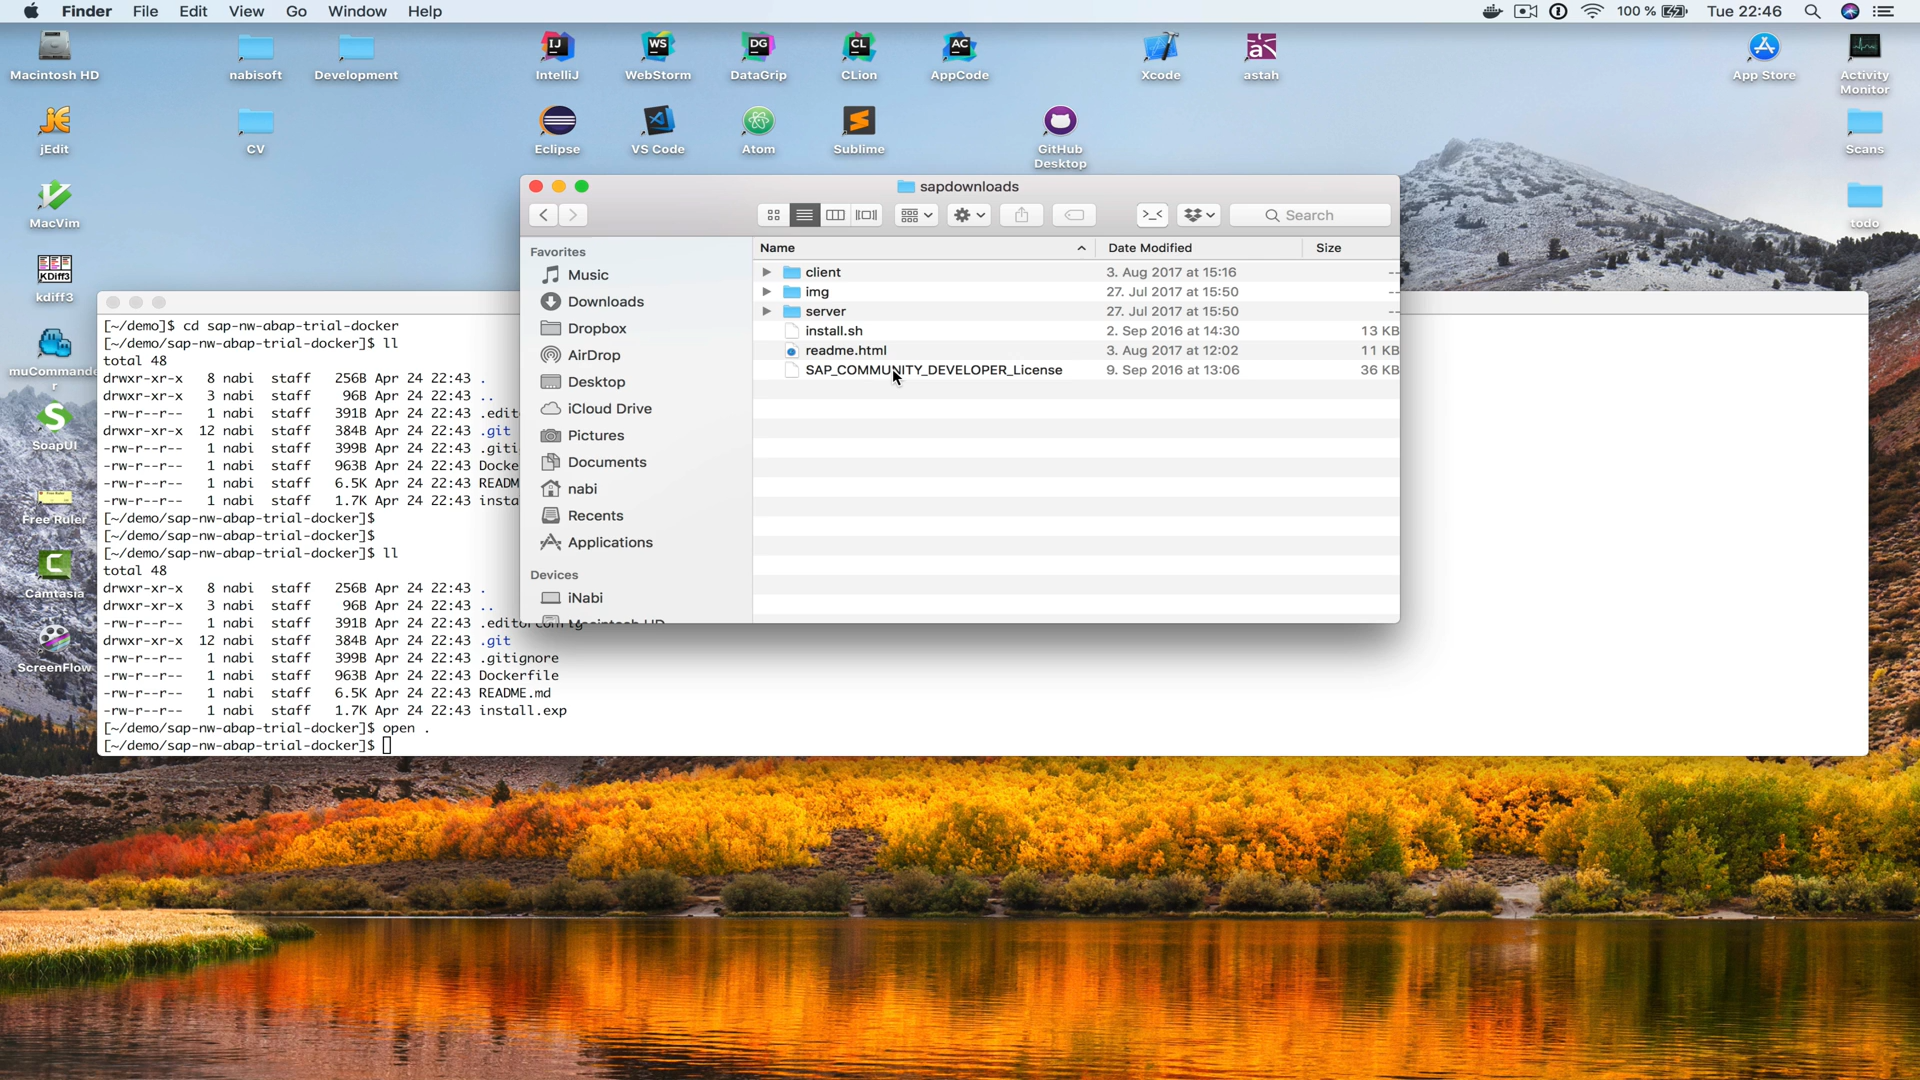 Finder File Edit View Go Window Help 100 % Tue 22:46
Macintosh HD
nabisoft
Development
IntelliJ
WebStorm
DataGrip
CLion
AppCode
Xcode
astah
App Store
Activity
Monitor
jEdit
CV
Eclipse
VS Code
Atom
Sublime
GitHub
Desktop
Scans
MacVim
todo
kdiff3
muCommande
r
SoapUI
Free Ruler
Camtasia
ScreenFlow
sapdownloads
Search
Favorites
Music
Downloads
Dropbox
AirDrop
Desktop
iCloud Drive
Pictures
Documents
nabi
Recents
Applications
Devices
iNabi
Macintosh HD
Name Date Modified Size
client 3. Aug 2017 at 15:16 --
img 27. Jul 2017 at 15:50 --
server 27. Jul 2017 at 15:50 --
install.sh 2. Sep 2016 at 14:30 13 KB
readme.html 3. Aug 2017 at 12:02 11 KB
SAP_COMMUNITY_DEVELOPER_License 9. Sep 2016 at 13:06 36 KB
[~/demo]$ cd sap-nw-abap-trial-docker
[~/demo/sap-nw-abap-trial-docker]$ ll
total 48
drwxr-xr-x 8 nabi staff 256B Apr 24 22:43 .
drwxr-xr-x 3 nabi staff 96B Apr 24 22:43 ..
-rw-r--r-- 1 nabi staff 391B Apr 24 22:43 .edit
drwxr-xr-x 12 nabi staff 384B Apr 24 22:43 .git
-rw-r--r-- 1 nabi staff 399B Apr 24 22:43 .giti
-rw-r--r-- 1 nabi staff 963B Apr 24 22:43 Docke
-rw-r--r-- 1 nabi staff 6.5K Apr 24 22:43 READM
-rw-r--r-- 1 nabi staff 1.7K Apr 24 22:43 insta
[~/demo/sap-nw-abap-trial-docker]$
[~/demo/sap-nw-abap-trial-docker]$
[~/demo/sap-nw-abap-trial-docker]$ ll
total 48
drwxr-xr-x 8 nabi staff 256B Apr 24 22:43 .
drwxr-xr-x 3 nabi staff 96B Apr 24 22:43 ..
-rw-r--r-- 1 nabi staff 391B Apr 24 22:43 .editorconfig
drwxr-xr-x 12 nabi staff 384B Apr 24 22:43 .git
-rw-r--r-- 1 nabi staff 399B Apr 24 22:43 .gitignore
-rw-r--r-- 1 nabi staff 963B Apr 24 22:43 Dockerfile
-rw-r--r-- 1 nabi staff 6.5K Apr 24 22:43 README.md
-rw-r--r-- 1 nabi staff 1.7K Apr 24 22:43 install.exp
[~/demo/sap-nw-abap-trial-docker]$ open .
[~/demo/sap-nw-abap-trial-docker]$